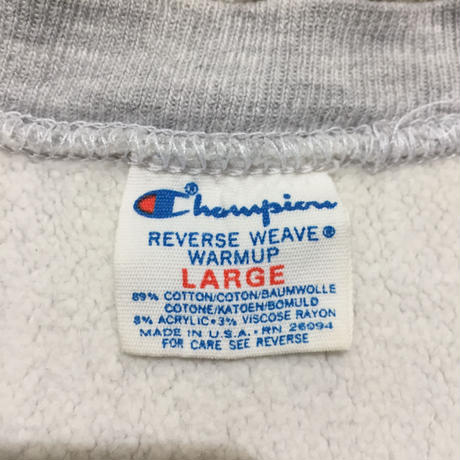 Champion®
REVERSE WEAVE®
WARMUP
LARGE
89% COTTON/COTON/BAUMWOLLE
COTONE/KATOEN/BOMULD
8% ACRYLIC•3% VISCOSE RAYON
MADE IN U.S.A.•RN 26094
FOR CARE SEE REVERSE